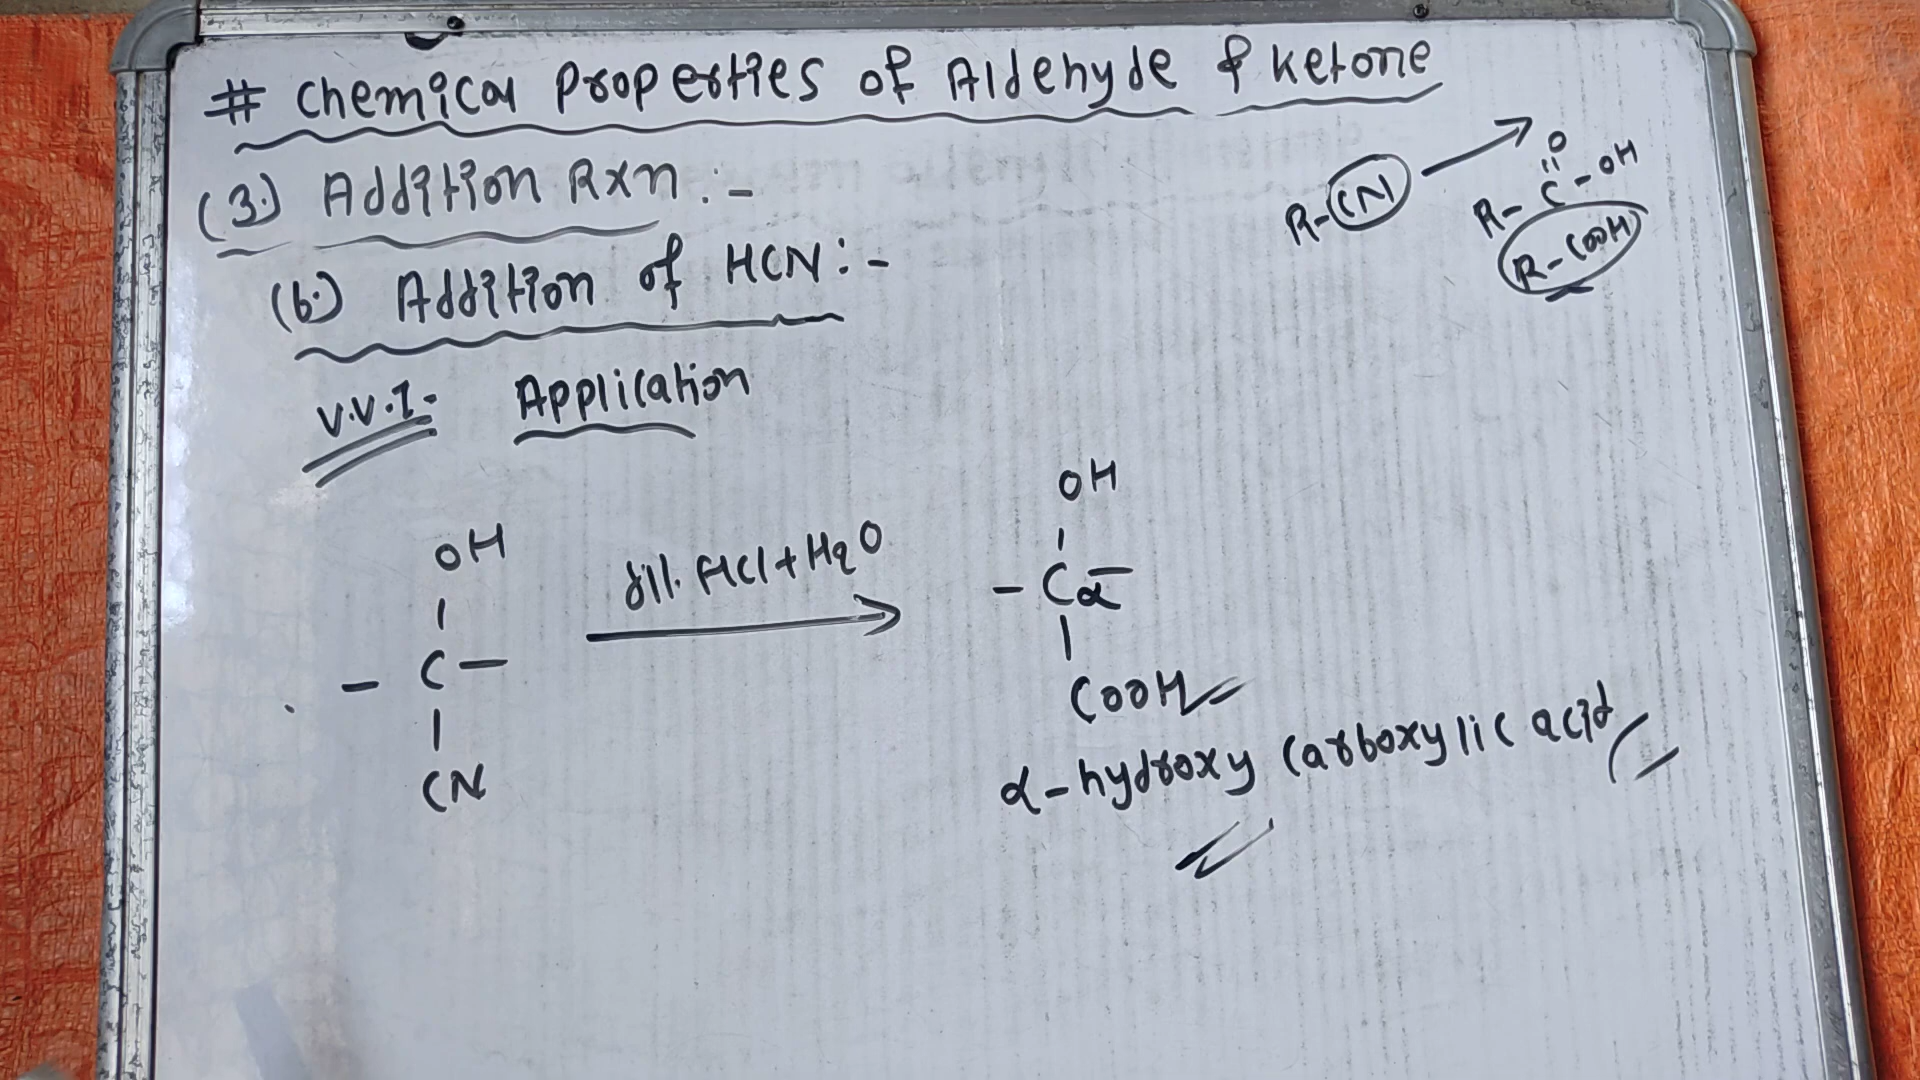 # Chemical Properties of Aldehyde & Ketone
(3.) Addition Rxn :-
(b.) Addition of HCN :-
R-CN → R-C-OH
O
R-COOH
V.V.I- Application
OH
- C -
CN
dil. HCl + H2O
OH
- Cα -
COOH
α-hydroxy carboxylic acid